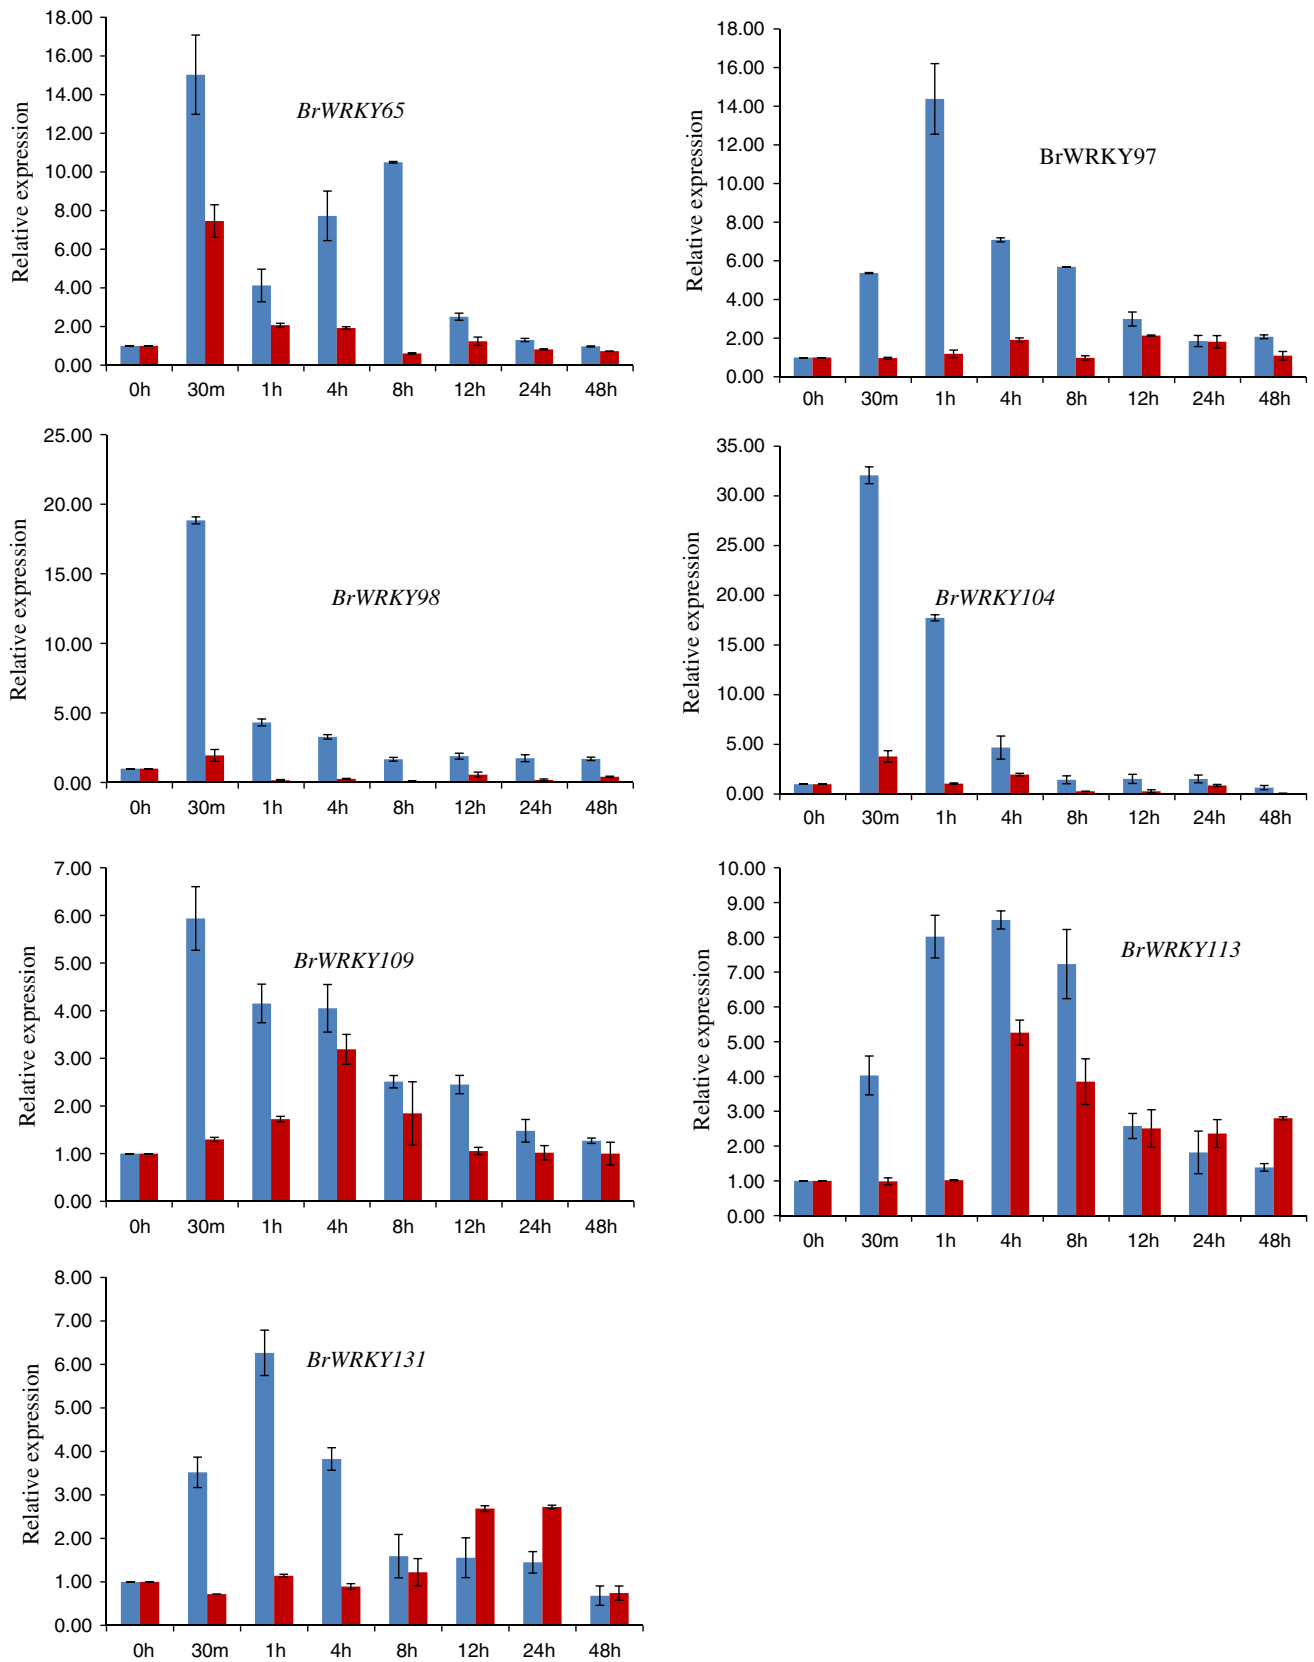 18.00
16.00
14.00
12.00
10.00
8.00
6.00
4.00
2.00
0.00
Relative expression
BrWRKY65
0h 30m 1h 4h 8h 12h 24h 48h
18.00
16.00
14.00
12.00
10.00
8.00
6.00
4.00
2.00
0.00
Relative expression
BrWRKY97
0h 30m 1h 4h 8h 12h 24h 48h
25.00
20.00
15.00
10.00
5.00
0.00
Relative expression
BrWRKY98
0h 30m 1h 4h 8h 12h 24h 48h
35.00
30.00
25.00
20.00
15.00
10.00
5.00
0.00
Relative expression
BrWRKY104
0h 30m 1h 4h 8h 12h 24h 48h
7.00
6.00
5.00
4.00
3.00
2.00
1.00
0.00
Relative expression
BrWRKY109
0h 30m 1h 4h 8h 12h 24h 48h
10.00
9.00
8.00
7.00
6.00
5.00
4.00
3.00
2.00
1.00
0.00
Relative expression
BrWRKY113
0h 30m 1h 4h 8h 12h 24h 48h
8.00
7.00
6.00
5.00
4.00
3.00
2.00
1.00
0.00
Relative expression
BrWRKY131
0h 30m 1h 4h 8h 12h 24h 48h